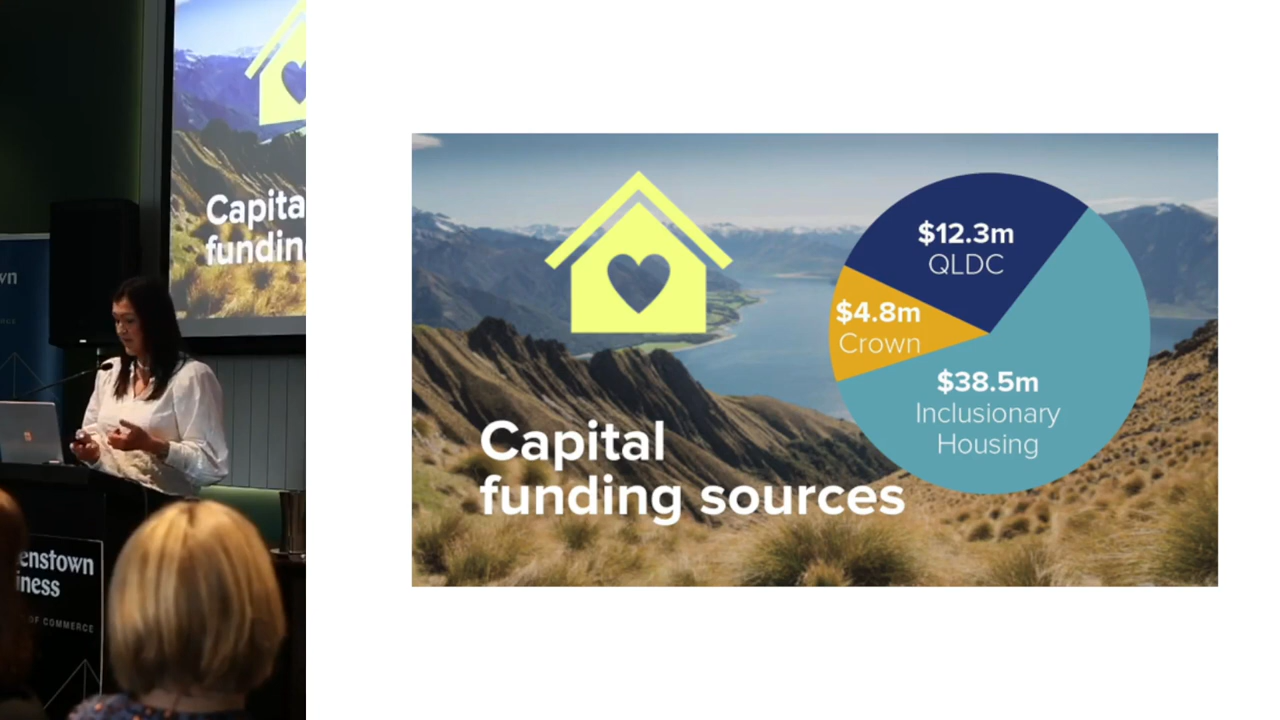 Capita
fundin
wn
enstown
iness
OF COMMERCE
$12.3m
QLDC
$4.8m
Crown
$38.5m
Inclusionary
Housing
Capital
funding sources